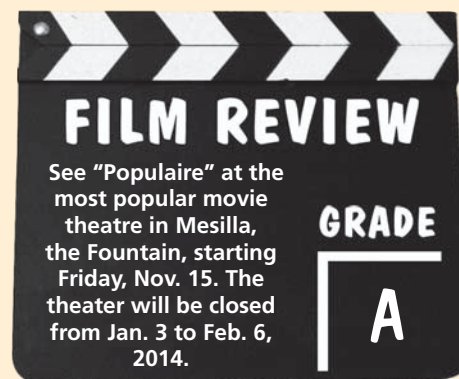 FILM REVIEW
See “Populaire” at the
most popular movie
theatre in Mesilla,
the Fountain, starting
Friday, Nov. 15. The
theater will be closed
from Jan. 3 to Feb. 6,
2014.
GRADE
A